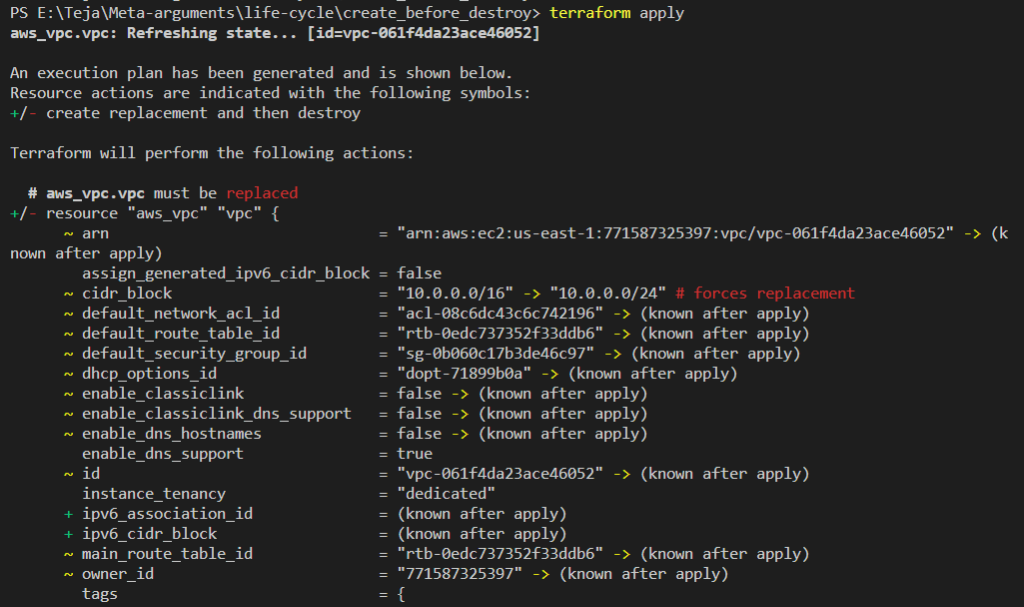 PS E:\Teja\Meta-arguments\life-cycle\create_before_destroy> terraform apply
aws_vpc.vpc: Refreshing state... [id=vpc-061f4da23ace46052]
An execution plan has been generated and is shown below.
Resource actions are indicated with the following symbols:
+/- create replacement and then destroy
Terraform will perform the following actions:
# aws_vpc.vpc must be replaced
+/- resource "aws_vpc" "vpc" {
~ arn = "arn:aws:ec2:us-east-1:771587325397:vpc/vpc-061f4da23ace46052" -> (k
nown after apply)
assign_generated_ipv6_cidr_block = false
~ cidr_block = "10.0.0.0/16" -> "10.0.0.0/24" # forces replacement
~ default_network_acl_id = "acl-08c6dc43c6c742196" -> (known after apply)
~ default_route_table_id = "rtb-0edc737352f33ddb6" -> (known after apply)
~ default_security_group_id = "sg-0b060c17b3de46c97" -> (known after apply)
~ dhcp_options_id = "dopt-71899b0a" -> (known after apply)
~ enable_classiclink = false -> (known after apply)
~ enable_classiclink_dns_support = false -> (known after apply)
~ enable_dns_hostnames = false -> (known after apply)
enable_dns_support = true
~ id = "vpc-061f4da23ace46052" -> (known after apply)
instance_tenancy = "dedicated"
+ ipv6_association_id = (known after apply)
+ ipv6_cidr_block = (known after apply)
~ main_route_table_id = "rtb-0edc737352f33ddb6" -> (known after apply)
~ owner_id = "771587325397" -> (known after apply)
tags = {